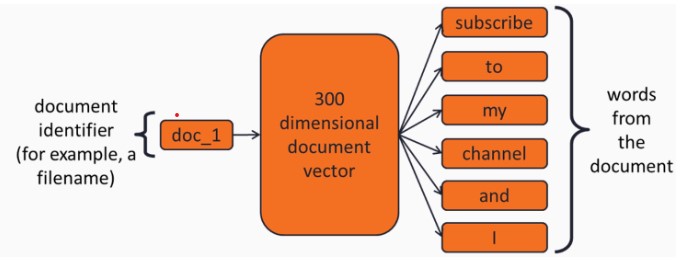 document
identifier
(for example, a
filename)
doc_1
300
dimensional
document
vector
subscribe
to
my
channel
and
I
words
from
the
document